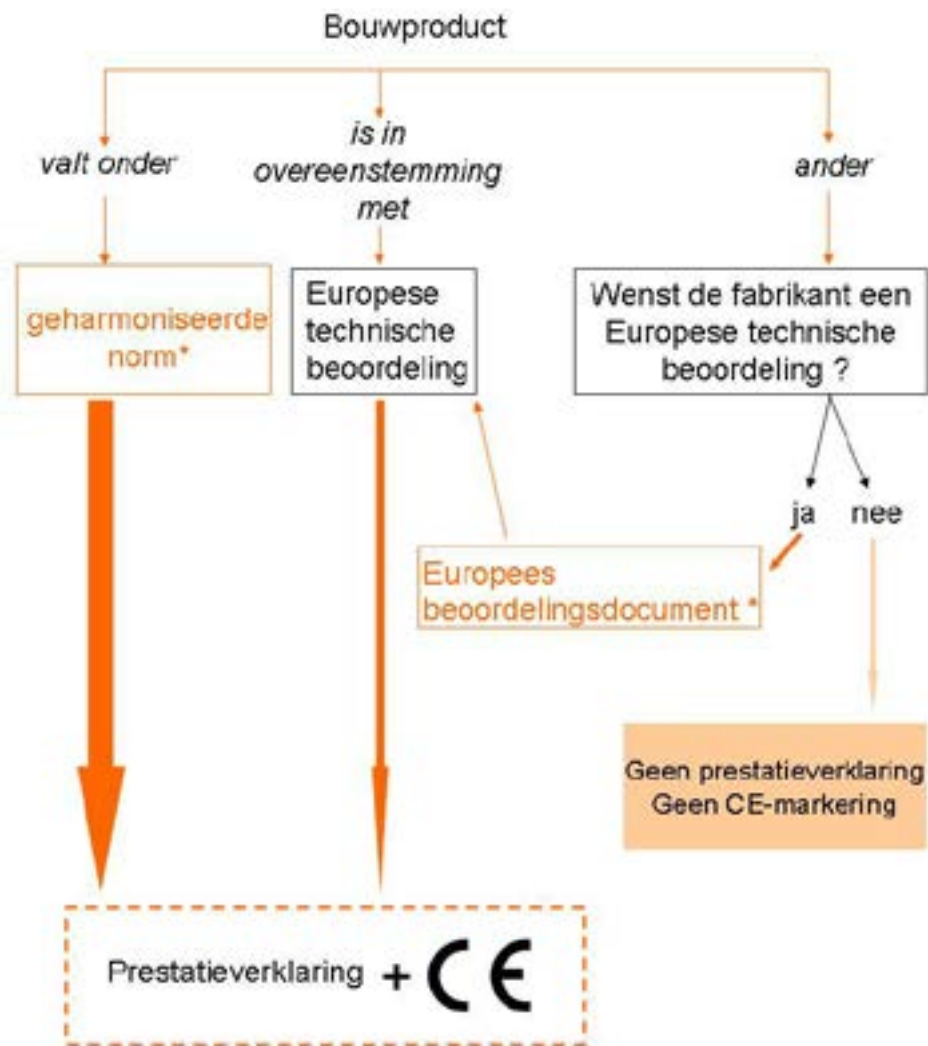 Bouwproduct
valt onder
is in
overeenstemming
met
ander
geharmoniseerde
norm*
Europese
technische
beoordeling
Wenst de fabrikant een
Europese technische
beoordeling ?
ja nee
Europees
beoordelingsdocument *
Geen prestatieverklaring
Geen CE-markering
Prestatieverklaring + CE